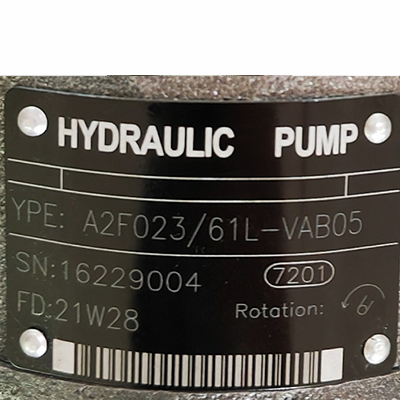 HYDRAULIC PUMP
YPE: A2F023/61L-VAB05
SN:16229004 7201
FD:21W28 Rotation: